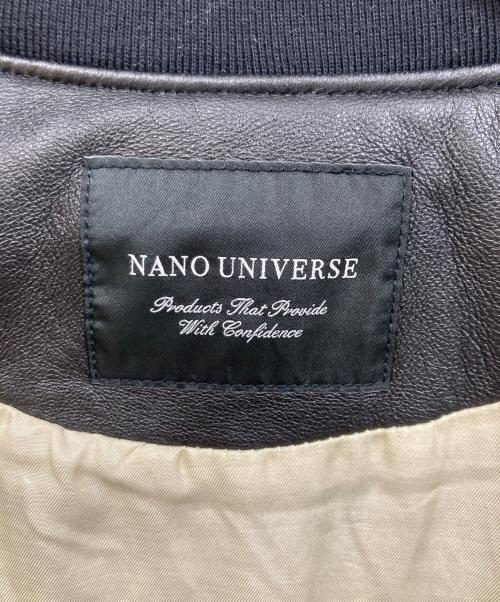 NANO UNIVERSE
Products That Provide
With Confidence